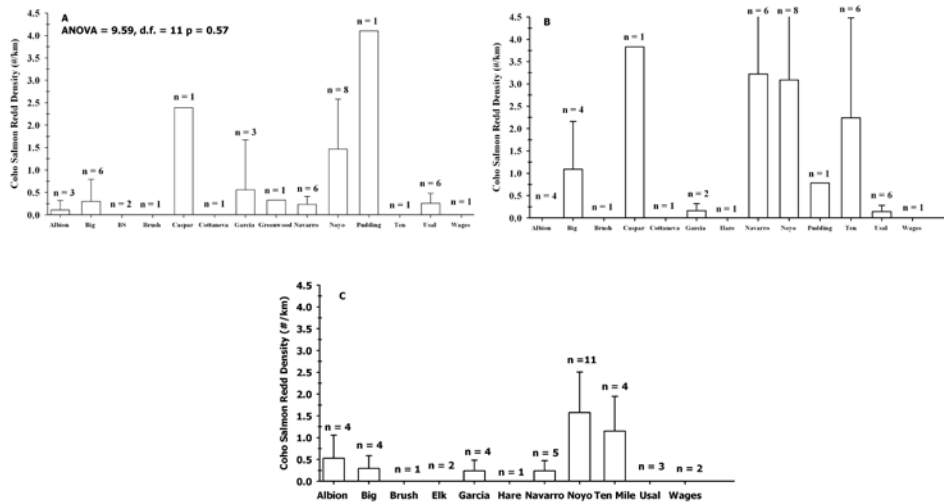 A
ANOVA = 9.59, d.f. = 11 p = 0.57
Coho Salmon Redd Density (#/km)
4.5
4.0
3.5
3.0
2.5
2.0
1.5
1.0
0.5
0.0
n = 3
n = 6
n = 2
n = 1
n = 1
n = 1
n = 3
n = 1
n = 6
n = 8
n = 1
n = 1
n = 6
n = 1
Albion Big BS Brush Caspar Cottaneva Garcia Greenwood Navarro Noyo Pudding Ten Usal Wages
B
Coho Salmon Redd Density (#/km)
4.5
4.0
3.5
3.0
2.5
2.0
1.5
1.0
0.5
0.0
n = 4
n = 4
n = 1
n = 1
n = 1
n = 2
n = 1
n = 6
n = 8
n = 1
n = 6
n = 6
n = 1
Albion Big Brush Caspar Cottaneva Garcia Hare Navarro Noyo Pudding Ten Usal Wages
C
Coho Salmon Redd Density (#/km)
4.5
4.0
3.5
3.0
2.5
2.0
1.5
1.0
0.5
0.0
n = 4
n = 4
n = 1
n = 2
n = 4
n = 1
n = 5
n =11
n = 4
n = 3
n = 2
Albion Big Brush Elk Garcia Hare Navarro Noyo Ten Mile Usal Wages